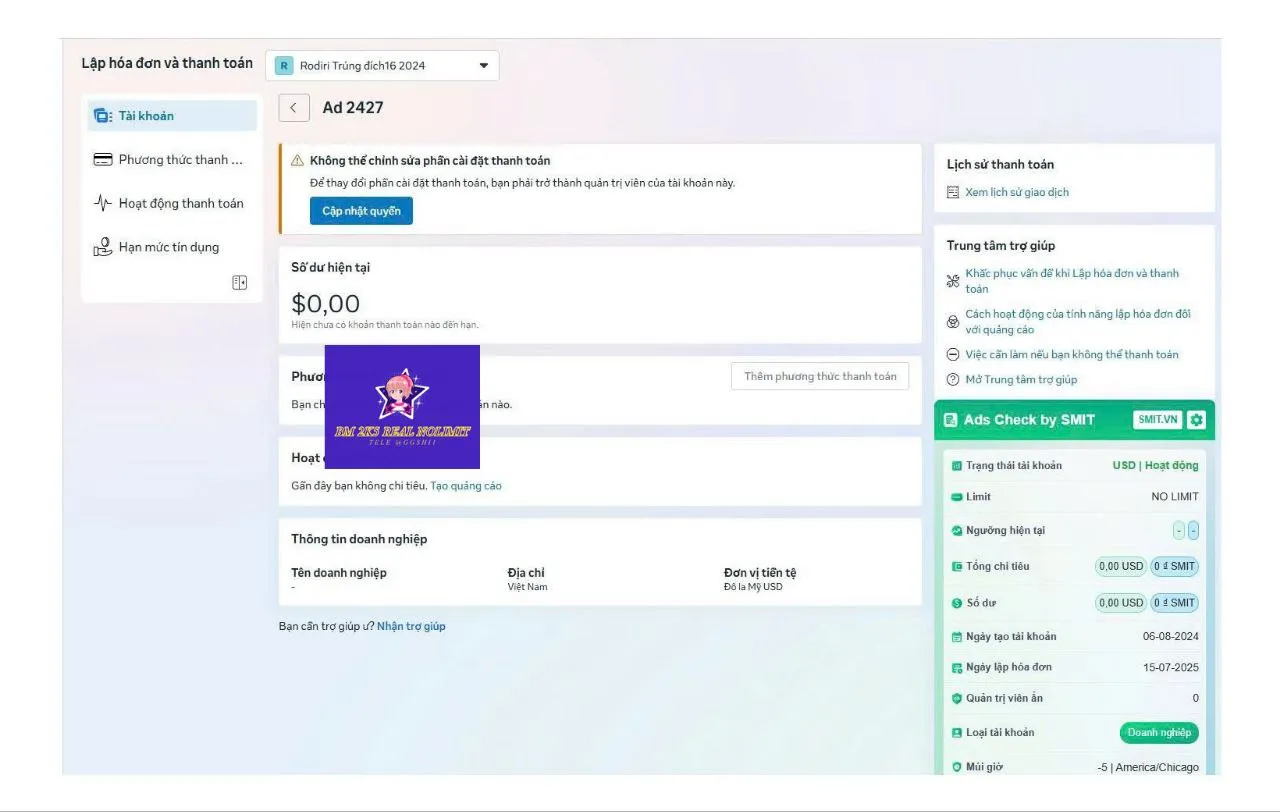 Lập hóa đơn và thanh toán
R Rodiri Trúng đích16 2024
Tài khoản
Phương thức thanh ...
Hoạt động thanh toán
Hạn mức tín dụng
Ad 2427
Không thể chỉnh sửa phần cài đặt thanh toán
Để thay đổi phần cài đặt thanh toán, bạn phải trở thành quản trị viên của tài khoản này.
Cập nhật quyền
Số dư hiện tại
$0,00
Hiện chưa có khoản thanh toán nào đến hạn.
Phươ
Thêm phương thức thanh toán
Bạn ch
án nào.
BM 2K5 REAL NOLIMIT
TELE @GGSHII
Hoạt
Gần đây bạn không chi tiêu. Tạo quảng cáo
Thông tin doanh nghiệp
Tên doanh nghiệp
-
Địa chỉ
Việt Nam
Đơn vị tiền tệ
Đô la Mỹ USD
Bạn cần trợ giúp ư? Nhận trợ giúp
Lịch sử thanh toán
Xem lịch sử giao dịch
Trung tâm trợ giúp
Khắc phục vấn đề khi Lập hóa đơn và thanh
toán
Cách hoạt động của tính năng lập hóa đơn đối
với quảng cáo
Việc cần làm nếu bạn không thể thanh toán
Mở Trung tâm trợ giúp
Ads Check by SMIT SMIT.VN
Trạng thái tài khoản USD | Hoạt động
Limit NO LIMIT
Ngưỡng hiện tại - -
Tổng chi tiêu 0,00 USD 0 ₫ SMIT
Số dư 0,00 USD 0 ₫ SMIT
Ngày tạo tài khoản 06-08-2024
Ngày lập hóa đơn 15-07-2025
Quản trị viên ẩn 0
Loại tài khoản Doanh nghiệp
Múi giờ -5 | America/Chicago